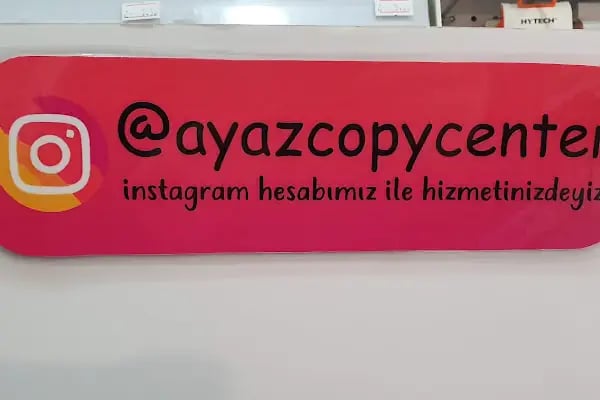 HYTECH
@ayazcopycenter
instagram hesabımız ile hizmetinizdeyiz